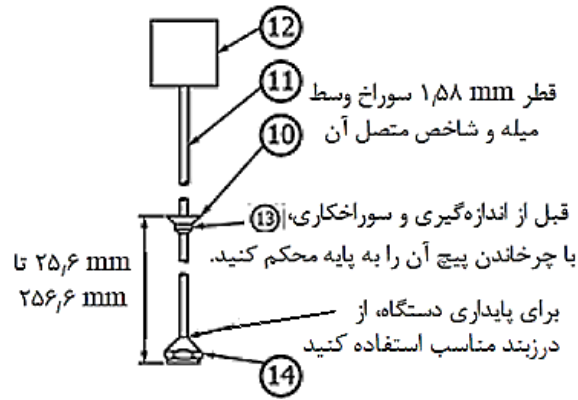 12
11
قطر ۱٫۵۸ mm سوراخ وسط
میله و شاخص متصل آن
10
قبل از اندازه‌گیری و سوراخکاری، 13
با چرخاندن پیچ آن را به پایه محکم کنید.
۲۵٫۶ mm تا
۲۵۶٫۶ mm
برای پایداری دستگاه، از
درزبند مناسب استفاده کنید
14